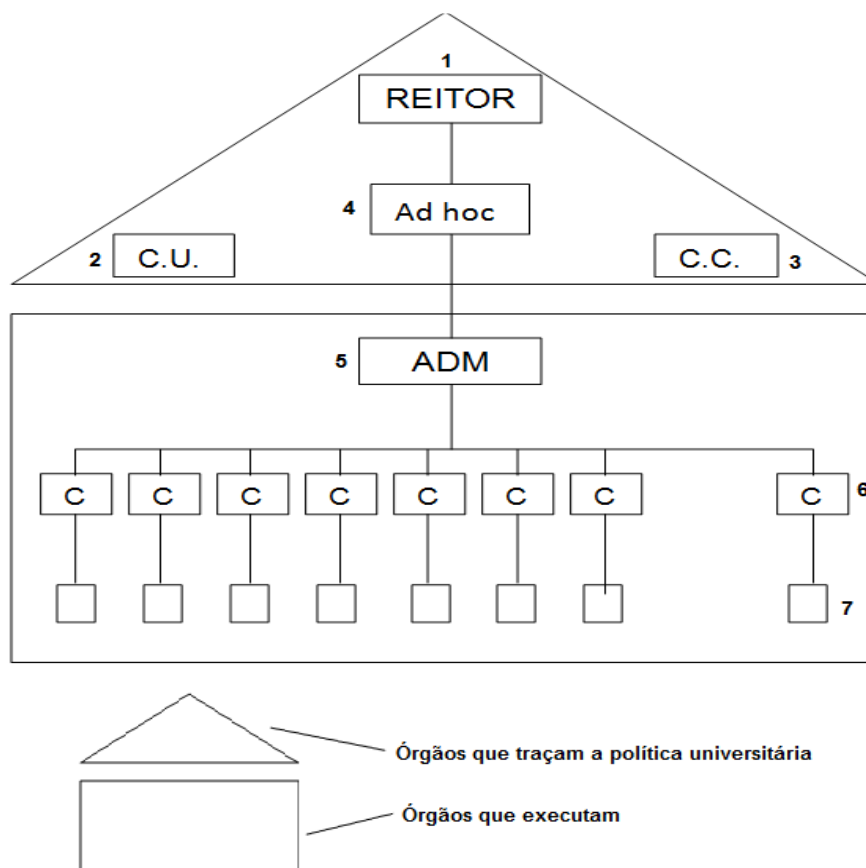 1
REITOR
4 Ad hoc
2 C.U.
C.C. 3
5 ADM
C C C C C C C C 6
7
Órgãos que traçam a política universitária
Órgãos que executam